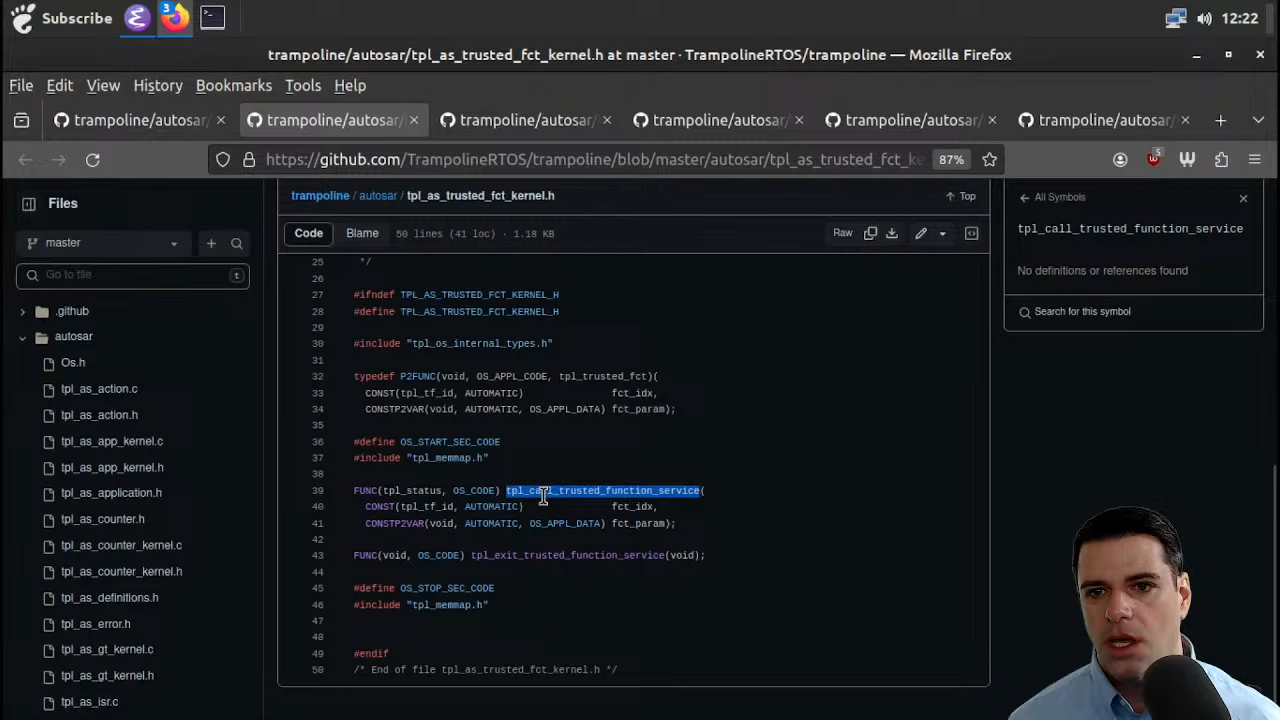 Subscribe
3
12:22
trampoline/autosar/tpl_as_trusted_fct_kernel.h at master · TrampolineRTOS/trampoline — Mozilla Firefox
File Edit View History Bookmarks Tools Help
trampoline/autosar/ trampoline/autosar/ trampoline/autosar/ trampoline/autosar/ trampoline/autosar/ trampoline/autosar/
https://github.com/TrampolineRTOS/trampoline/blob/master/autosar/tpl_as_trusted_fct_ke 87% 5
Files
master
Go to file t
.github
autosar
Os.h
tpl_as_action.c
tpl_as_action.h
tpl_as_app_kernel.c
tpl_as_app_kernel.h
tpl_as_application.h
tpl_as_counter.h
tpl_as_counter_kernel.c
tpl_as_counter_kernel.h
tpl_as_definitions.h
tpl_as_error.h
tpl_as_gt_kernel.c
tpl_as_gt_kernel.h
tpl_as_isr.c
trampoline / autosar / tpl_as_trusted_fct_kernel.h Top
Code Blame 50 lines (41 loc) · 1.18 KB Raw
25 */
26
27 #ifndef TPL_AS_TRUSTED_FCT_KERNEL_H
28 #define TPL_AS_TRUSTED_FCT_KERNEL_H
29
30 #include "tpl_os_internal_types.h"
31
32 typedef P2FUNC(void, OS_APPL_CODE, tpl_trusted_fct)(
33 CONST(tpl_tf_id, AUTOMATIC) fct_idx,
34 CONSTP2VAR(void, AUTOMATIC, OS_APPL_DATA) fct_param);
35
36 #define OS_START_SEC_CODE
37 #include "tpl_memmap.h"
38
39 FUNC(tpl_status, OS_CODE) tpl_call_trusted_function_service(
40 CONST(tpl_tf_id, AUTOMATIC) fct_idx,
41 CONSTP2VAR(void, AUTOMATIC, OS_APPL_DATA) fct_param);
42
43 FUNC(void, OS_CODE) tpl_exit_trusted_function_service(void);
44
45 #define OS_STOP_SEC_CODE
46 #include "tpl_memmap.h"
47
48
49 #endif
50 /* End of file tpl_as_trusted_fct_kernel.h */
All Symbols
tpl_call_trusted_function_service
No definitions or references found
Search for this symbol